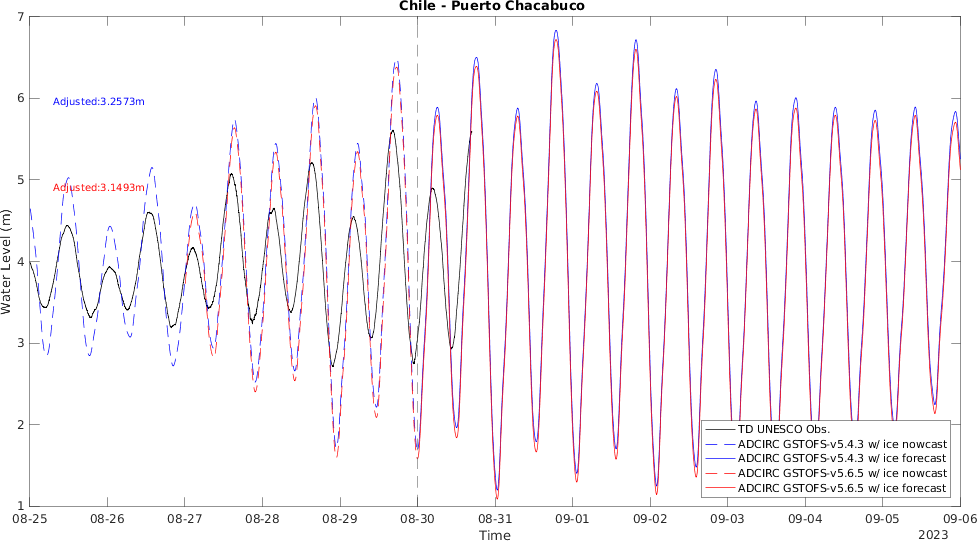 Chile - Puerto Chacabuco
7
6
5
4
3
2
1
Water Level (m)
Adjusted:3.2573m
Adjusted:3.1493m
TD UNESCO Obs.
ADCIRC GSTOFS-v5.4.3 w/ ice nowcast
ADCIRC GSTOFS-v5.4.3 w/ ice forecast
ADCIRC GSTOFS-v5.6.5 w/ ice nowcast
ADCIRC GSTOFS-v5.6.5 w/ ice forecast
08-25 08-26 08-27 08-28 08-29 08-30 08-31 09-01 09-02 09-03 09-04 09-05 09-06
Time
2023